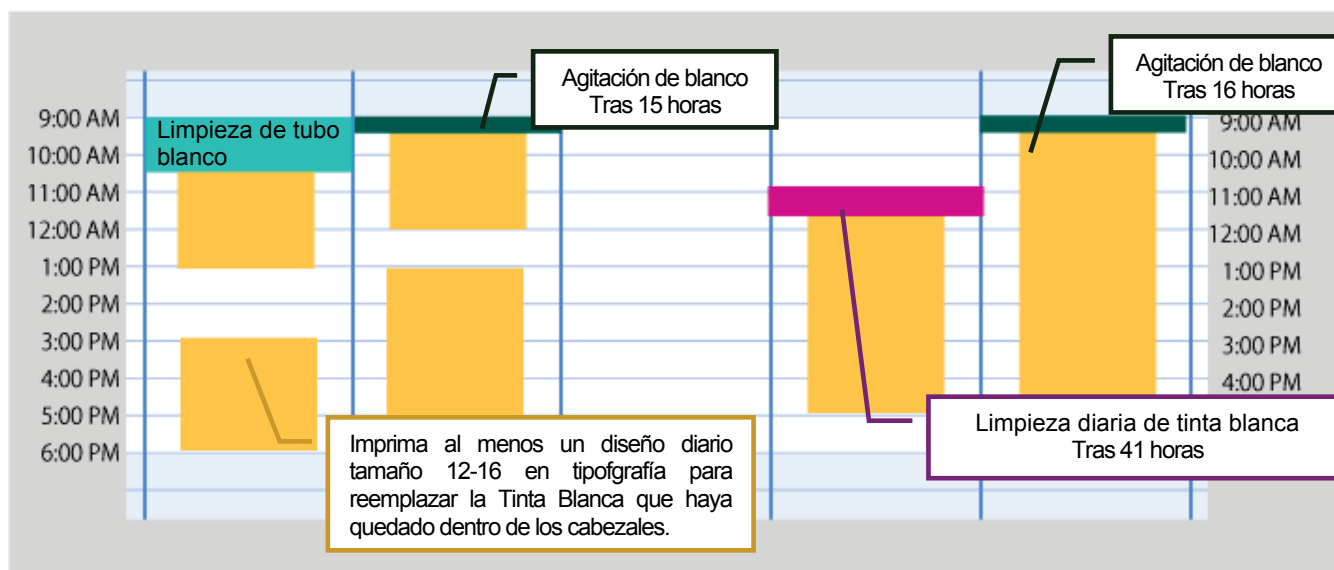 Agitación de blanco
Tras 15 horas
Agitación de blanco
Tras 16 horas
9:00 AM
10:00 AM
11:00 AM
12:00 AM
1:00 PM
2:00 PM
3:00 PM
4:00 PM
5:00 PM
6:00 PM
Limpieza de tubo
blanco
9:00 AM
10:00 AM
11:00 AM
12:00 AM
1:00 PM
2:00 PM
3:00 PM
4:00 PM
Imprima al menos un diseño diario
tamaño 12-16 en tipofgrafía para
reemplazar la Tinta Blanca que haya
quedado dentro de los cabezales.
Limpieza diaria de tinta blanca
Tras 41 horas